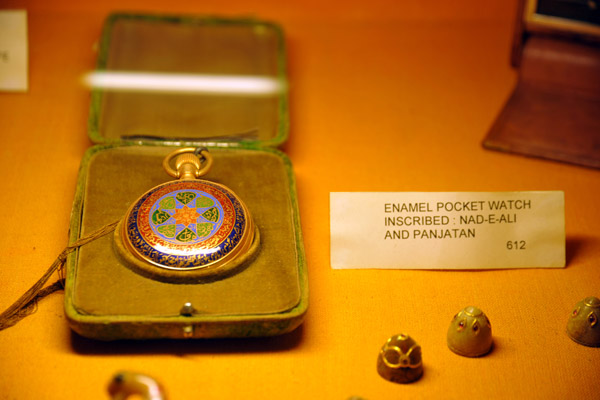 ENAMEL POCKET WATCH
INSCRIBED : NAD-E-ALI
AND PANJATAN
612